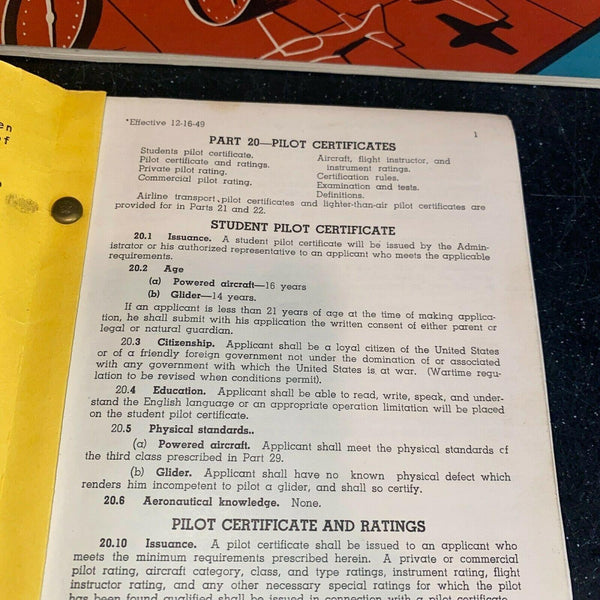 en
f
*Effective 12-16-49
1
PART 20—PILOT CERTIFICATES
Students pilot certificate.
Pilot certificate and ratings.
Private pilot rating.
Commercial pilot rating.
Aircraft, flight instructor, and
instrument ratings.
Certification rules.
Examination and tests.
Definitions.
Airline transport pilot certificates and lighter-than-air pilot certificates are
provided for in Parts 21 and 22.
STUDENT PILOT CERTIFICATE
20.1 Issuance. A student pilot certificate will be issued by the Admin-
istrator or his authorized representative to an applicant who meets the applicable
requirements.
20.2 Age
(a) Powered aircraft—16 years
(b) Glider—14 years.
If an applicant is less than 21 years of age at the time of making applica-
tion, he shall submit with his application the written consent of either parent or
legal or natural guardian.
20.3 Citizenship. Applicant shall be a loyal citizen of the United States
or of a friendly foreign government not under the domination of or associated
with any government with which the United States is at war. (Wartime regu-
lation to be revised when conditions permit).
20.4 Education. Applicant shall be able to read, write, speak, and under-
stand the English language or an appropriate operation limitation will be placed
on the student pilot certificate.
20.5 Physical standards..
(a) Powered aircraft. Applicant shall meet the physical standards of
the third class prescribed in Part 29.
(b) Glider. Applicant shall have no known physical defect which
renders him incompetent to pilot a glider, and shall so certify.
20.6 Aeronautical knowledge. None.
PILOT CERTIFICATE AND RATINGS
20.10 Issuance. A pilot certificate shall be issued to an applicant who
meets the minimum requirements prescribed herein. A private or commercial
pilot rating, aircraft category, class, and type ratings, instrument rating, flight
instructor rating, and any other necessary special ratings for which the pilot
has been found qualified shall be issued in connection with a pilot certificate